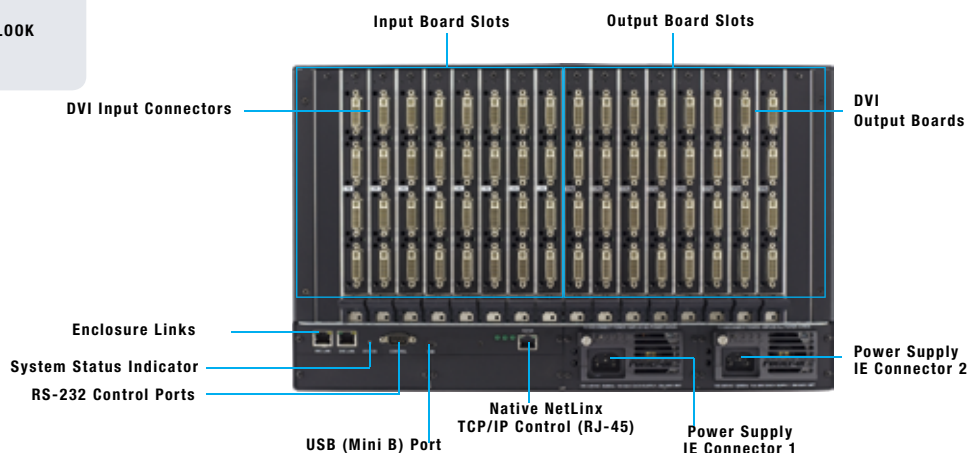 LOOK
Input Board Slots
Output Board Slots
DVI Input Connectors
DVI
Output Boards
Enclosure Links
System Status Indicator
RS-232 Control Ports
USB (Mini B) Port
Native NetLinx
TCP/IP Control (RJ-45)
Power Supply
IE Connector 1
Power Supply
IE Connector 2